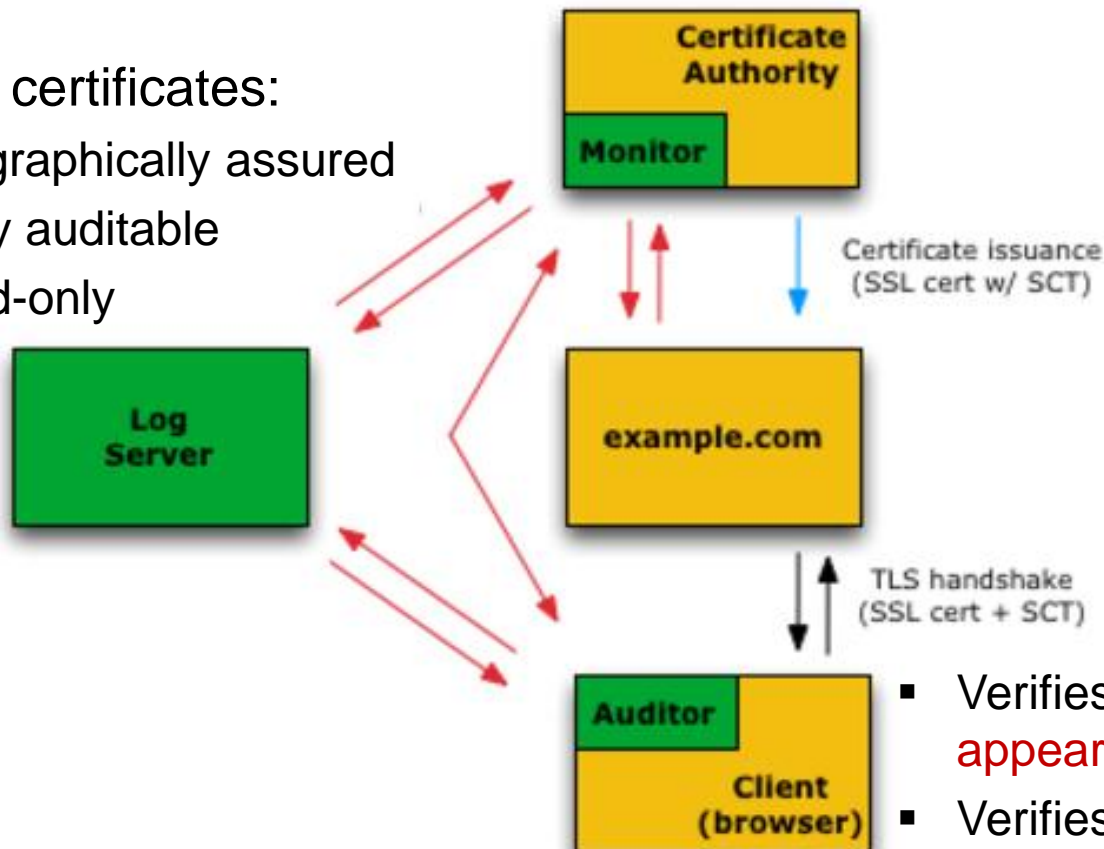 Certificate
Authority
certificates:
graphically assured
Monitor
y auditable
d-only
Certificate issuance
(SSL cert w/ SCT)
Log
Server
example.com
TLS handshake
(SSL cert + SCT)
Auditor
▪ Verifies
appear
Client
(browser)
▪ Verifies